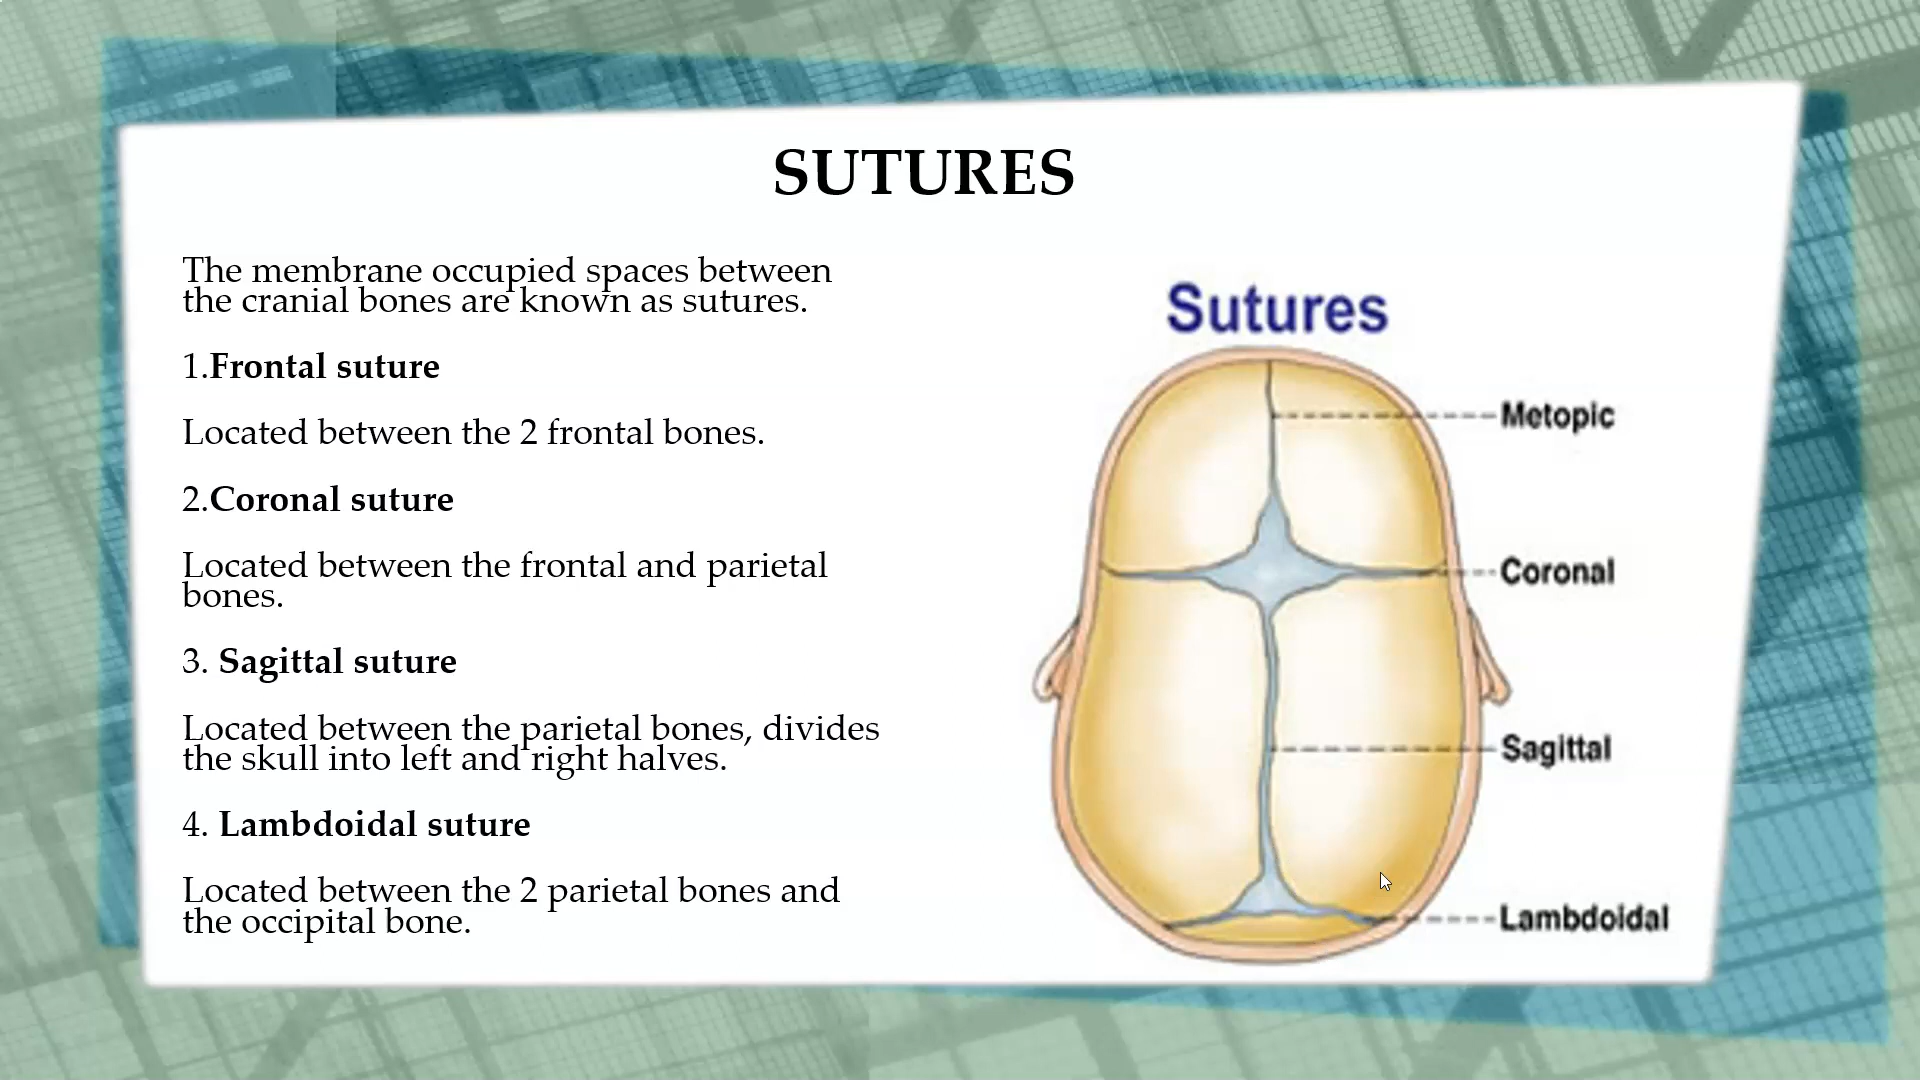 SUTURES
The membrane occupied spaces between
the cranial bones are known as sutures.
1.Frontal suture
Located between the 2 frontal bones.
2.Coronal suture
Located between the frontal and parietal
bones.
3. Sagittal suture
Located between the parietal bones, divides
the skull into left and right halves.
4. Lambdoidal suture
Located between the 2 parietal bones and
the occipital bone.
Sutures
Metopic
Coronal
Sagittal
Lambdoidal